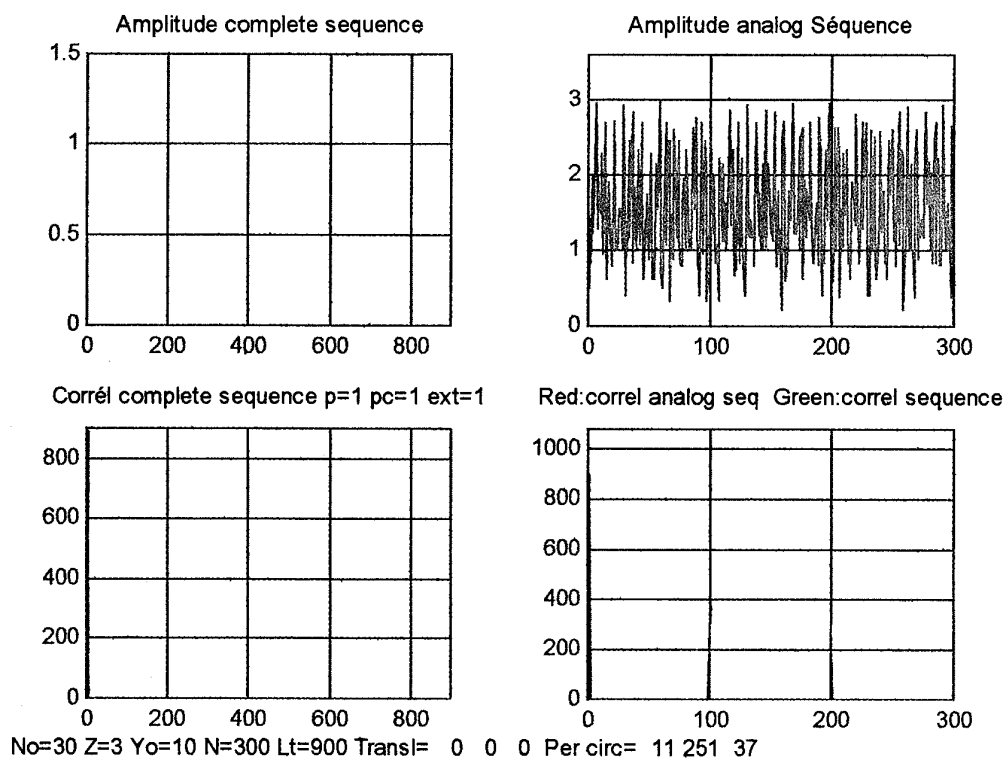 Amplitude complete sequence
1.5
1
0.5
0
0 200 400 600 800
Amplitude analog Séquence
3
2
1
0
0 100 200 300
Corrél complete sequence p=1 pc=1 ext=1
800
600
400
200
0
0 200 400 600 800
Red:correl analog seq Green:correl sequence
1000
800
600
400
200
0
0 100 200 300
No=30 Z=3 Yo=10 N=300 Lt=900 Transl= 0 0 0 Per circ= 11 251 37